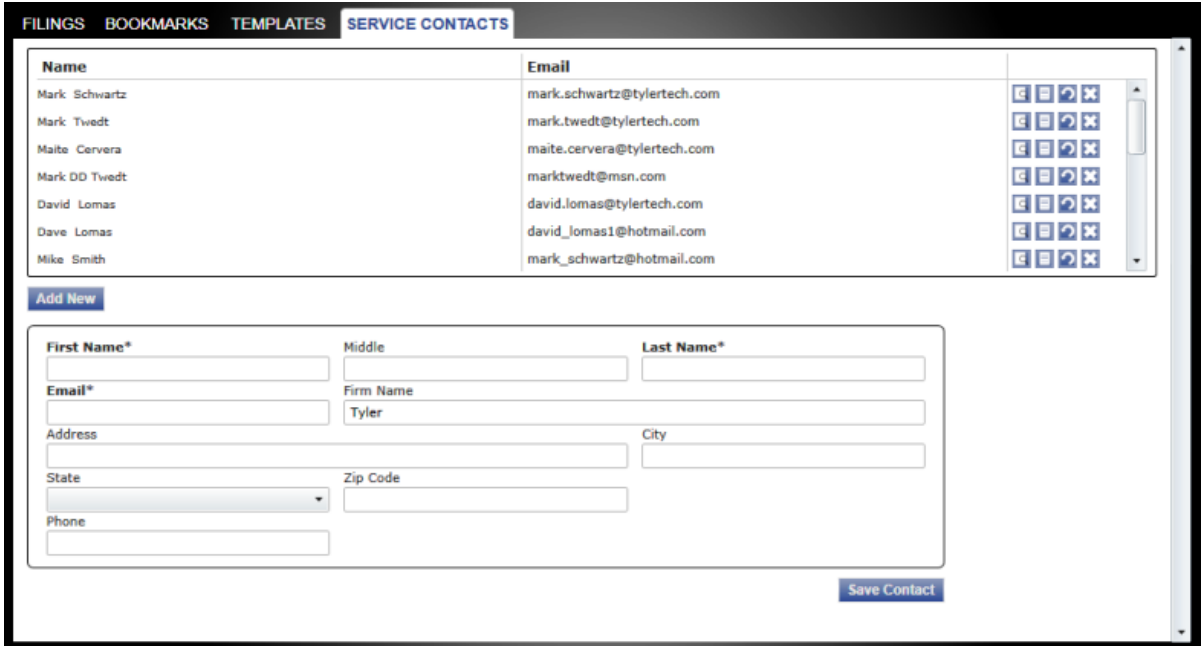 FILINGS BOOKMARKS TEMPLATES SERVICE CONTACTS
Name Email
Mark Schwartz mark.schwartz@tylertech.com
Mark Twedt mark.twedt@tylertech.com
Maite Cervera maite.cervera@tylertech.com
Mark DD Twedt marktwedt@msn.com
David Lomas david.lomas@tylertech.com
Dave Lomas david_lomas1@hotmail.com
Mike Smith mark_schwartz@hotmail.com
Add New
First Name* Middle Last Name*
Email* Firm Name
Tyler
Address City
State Zip Code
Phone
Save Contact